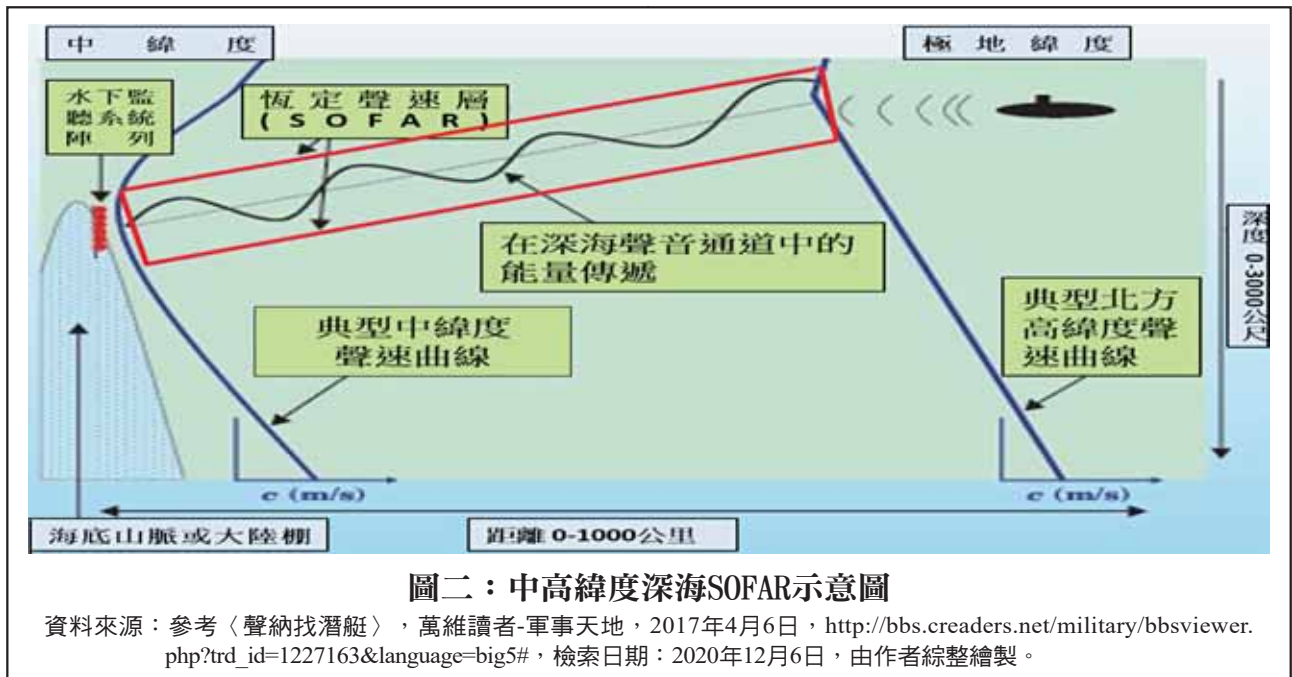 中緯度
極地緯度
水下監
聽系統
陣列
恆定聲速層
(SOFAR)
在深海聲音通道中的
能量傳遞
典型中緯度
聲速曲線
典型北方
高緯度聲
速曲線
深度 0-3000公尺
c (m/s)
c (m/s)
海底山脈或大陸棚
距離 0-1000公里
圖二：中高緯度深海SOFAR示意圖
資料來源：參考〈聲納找潛艇〉，萬維讀者-軍事天地，2017年4月6日，http://bbs.creaders.net/military/bbsviewer.
php?trd_id=1227163&language=big5#，檢索日期：2020年12月6日，由作者綜整繪製。